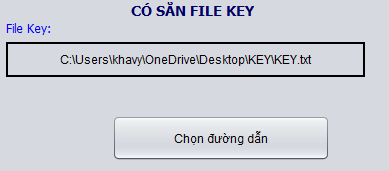 CÓ SẴN FILE KEY
File Key:
C:\Users\khavy\OneDrive\Desktop\KEY\KEY.txt
Chọn đường dẫn